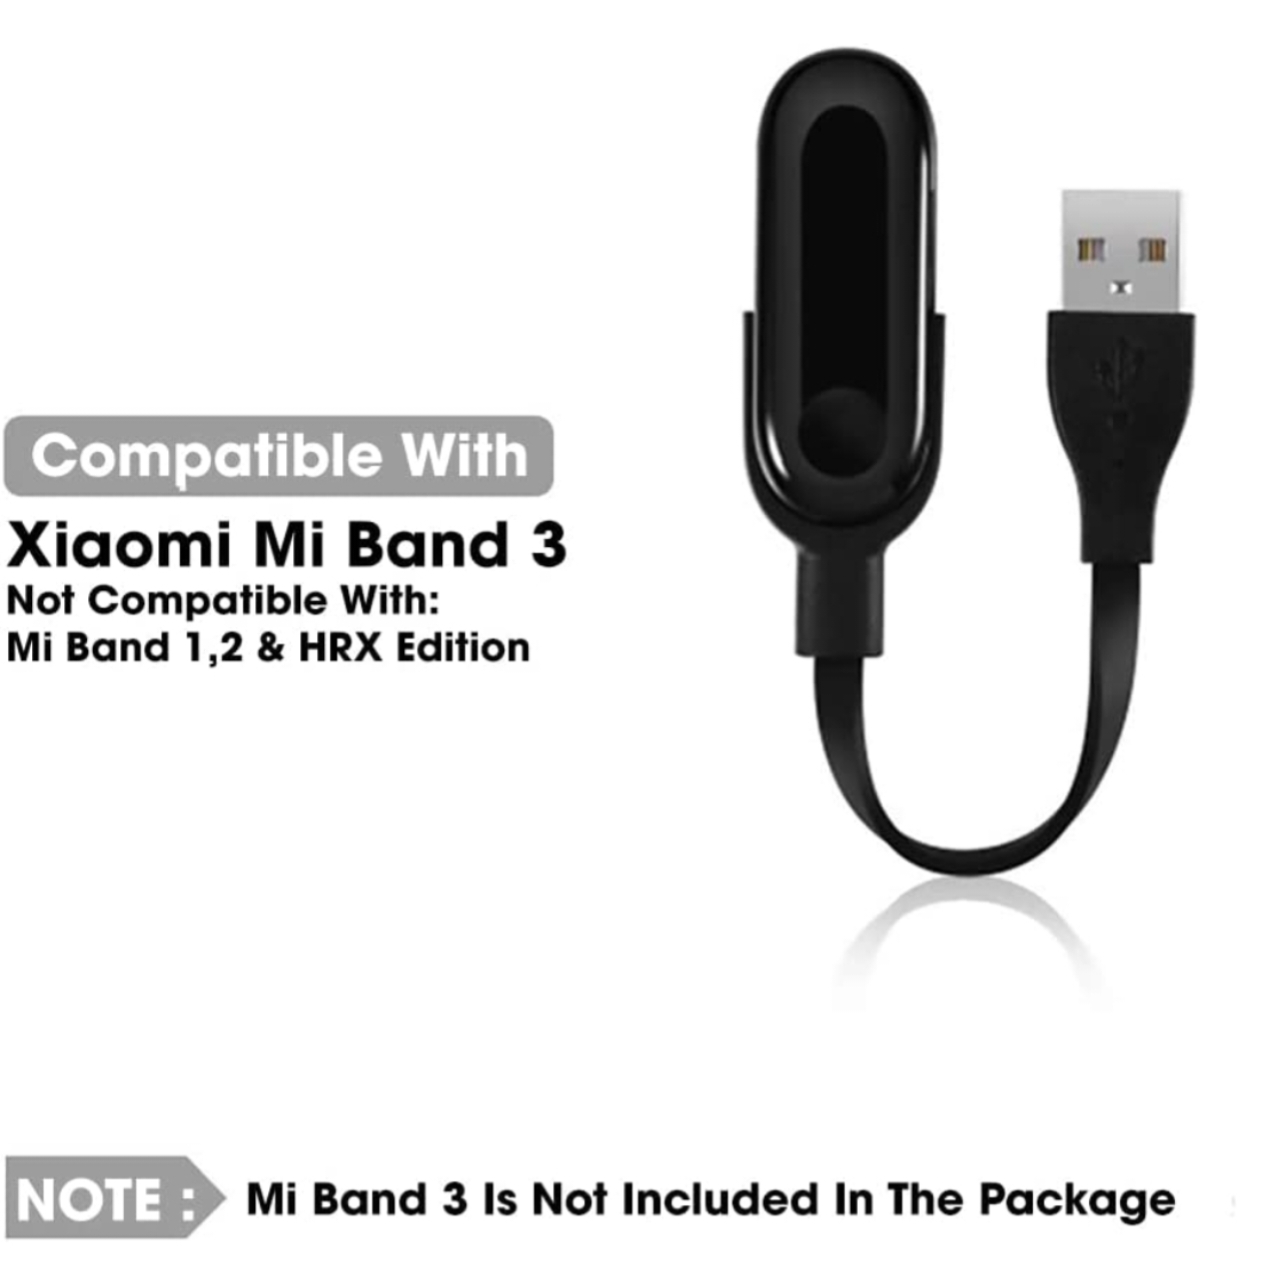 Compatible With
Xiaomi Mi Band 3
Not Compatible With:
Mi Band 1,2 & HRX Edition
NOTE :
Mi Band 3 Is Not Included In The Package